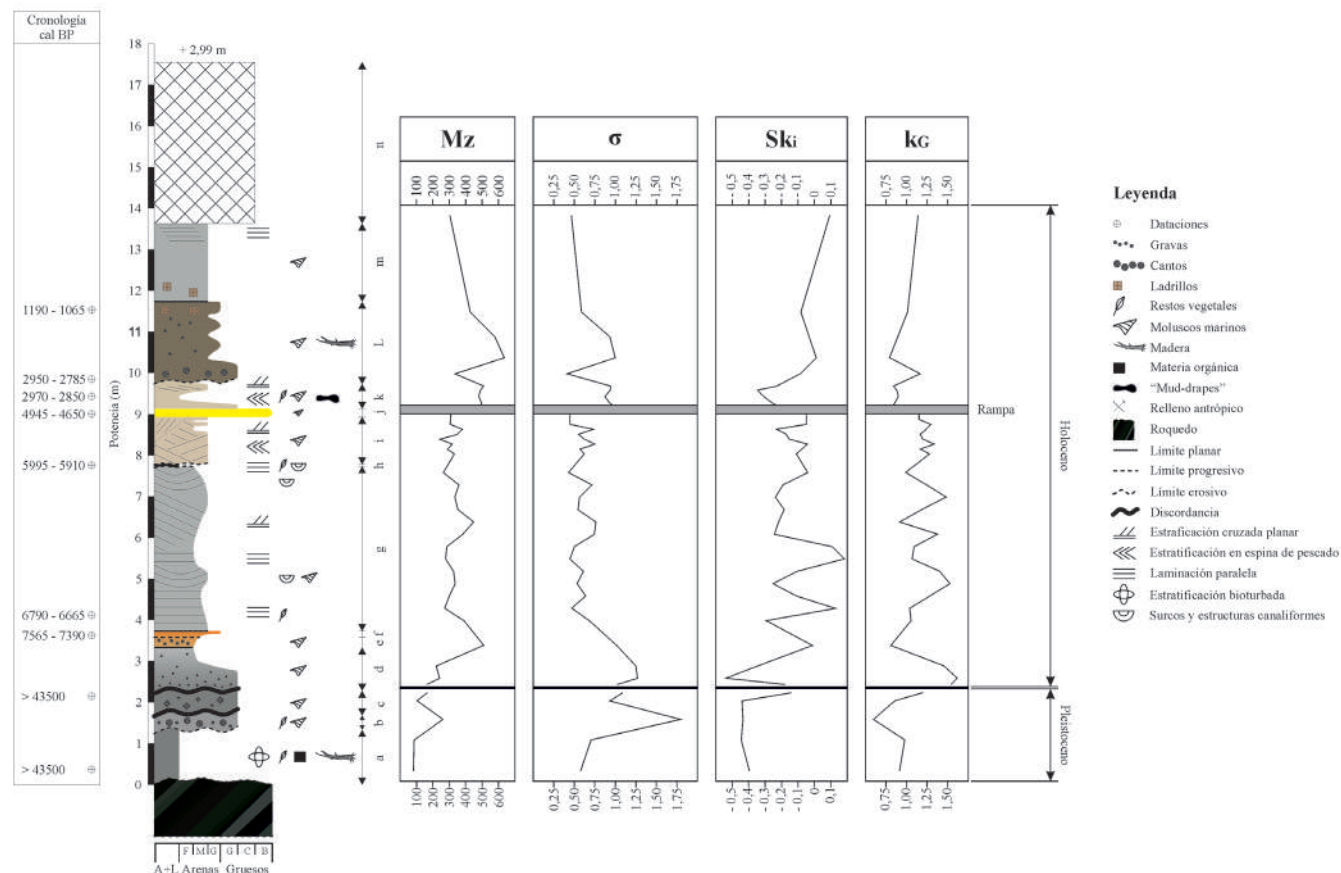 Cronología
cal BP
1190 - 1065
2950 - 2785
2970 - 2850
4945 - 4650
5995 - 5910
6790 - 6665
7565 - 7390
> 43500
> 43500
Potencia (m)
18
17
16
15
14
13
12
11
10
9
8
7
6
5
4
3
2
1
0
+ 2,99 m
A+L
F
M
G
G
C
B
Arenas
Gruesos
n
m
L
k
j
i
h
g
f
e
d
c
b
a
Mz
100
200
300
400
500
600
100
200
300
400
500
600
σ
0,25
0,50
0,75
1,00
1,25
1,50
1,75
0,25
0,50
0,75
1,00
1,25
1,50
1,75
Ski
- 0,5
- 0,4
- 0,3
- 0,2
- 0,1
0
0,1
- 0,5
- 0,4
- 0,3
- 0,2
- 0,1
0
0,1
kG
0,75
1,00
1,25
1,50
0,75
1,00
1,25
1,50
Rampa
Holoceno
Pleistoceno
Leyenda
Dataciones
Gravas
Cantos
Ladrillos
Restos vegetales
Moluscos marinos
Madera
Materia orgánica
“Mud-drapes”
Relleno antrópico
Roquedo
Límite planar
Límite progresivo
Límite erosivo
Discordancia
Estraficación cruzada planar
Estratificación en espina de pescado
Laminación paralela
Estratificación bioturbada
Surcos y estructuras canaliformes